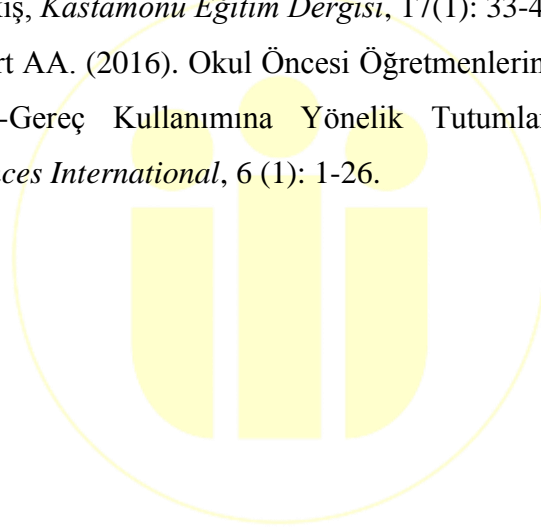 kış, Kastamonu Eğitim Dergisi, 17(1): 33-4
rt AA. (2016). Okul Öncesi Öğretmenlerin
-Gereç Kullanımına Yönelik Tutumla
ces International, 6 (1): 1-26.